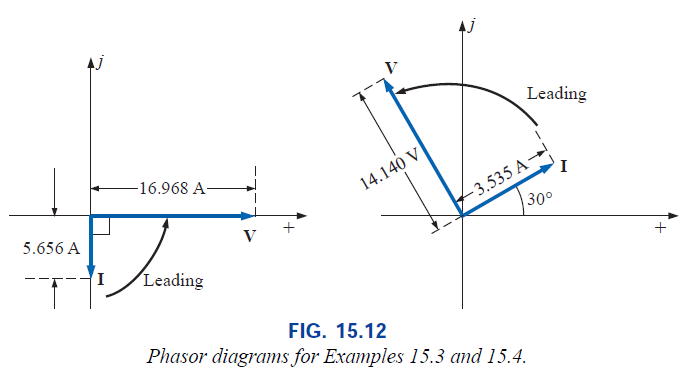 j
16.968 A
5.656 A
I
V
+
Leading
j
V
Leading
14.140 V
3.535 A
I
30°
+
FIG. 15.12
Phasor diagrams for Examples 15.3 and 15.4.